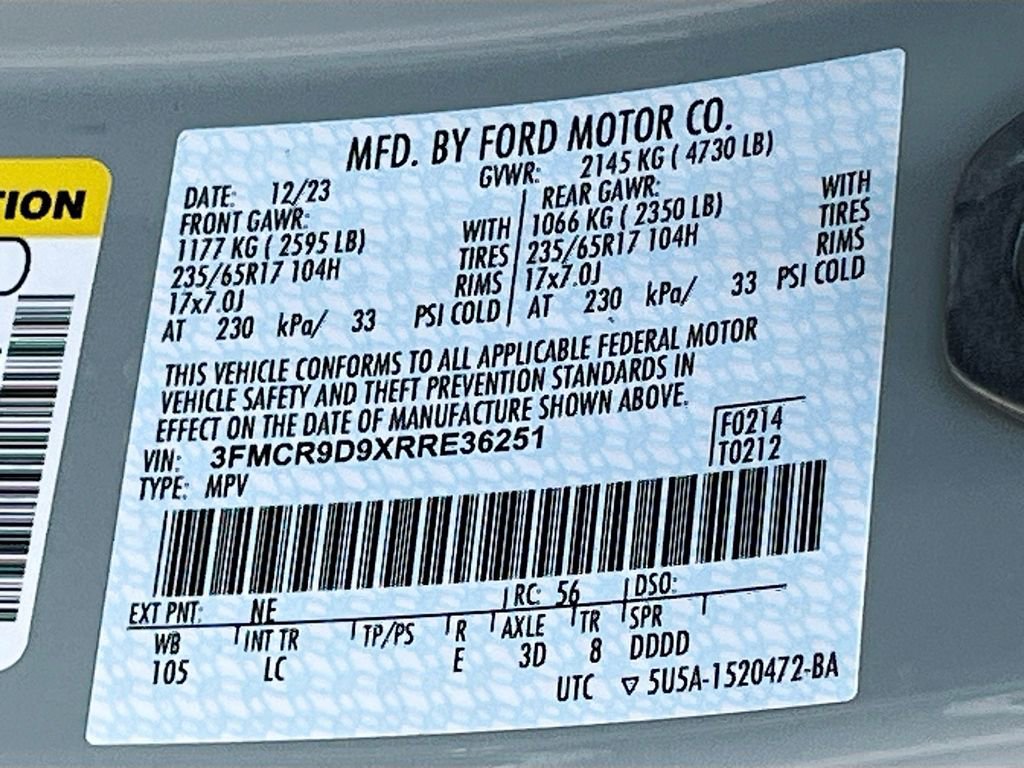 TION
MFD. BY FORD MOTOR CO.
DATE: 12/23 GVWR: 2145 KG ( 4730 LB)
FRONT GAWR: REAR GAWR:
1177 KG ( 2595 LB) WITH 1066 KG ( 2350 LB) WITH
235/65R17 104H TIRES 235/65R17 104H TIRES
17x7.0J RIMS 17x7.0J RIMS
AT 230 kPa/ 33 PSI COLD AT 230 kPa/ 33 PSI COLD
THIS VEHICLE CONFORMS TO ALL APPLICABLE FEDERAL MOTOR
VEHICLE SAFETY AND THEFT PREVENTION STANDARDS IN
EFFECT ON THE DATE OF MANUFACTURE SHOWN ABOVE.
VIN: 3FMCR9D9XRRE36251 F0214
TYPE: MPV T0212
EXT PNT: NE RC: 56 DSO:
WB INT TR TP/PS R AXLE TR SPR
105 LC E 3D 8 DDDD
UTC ▽ 5U5A-1520472-BA